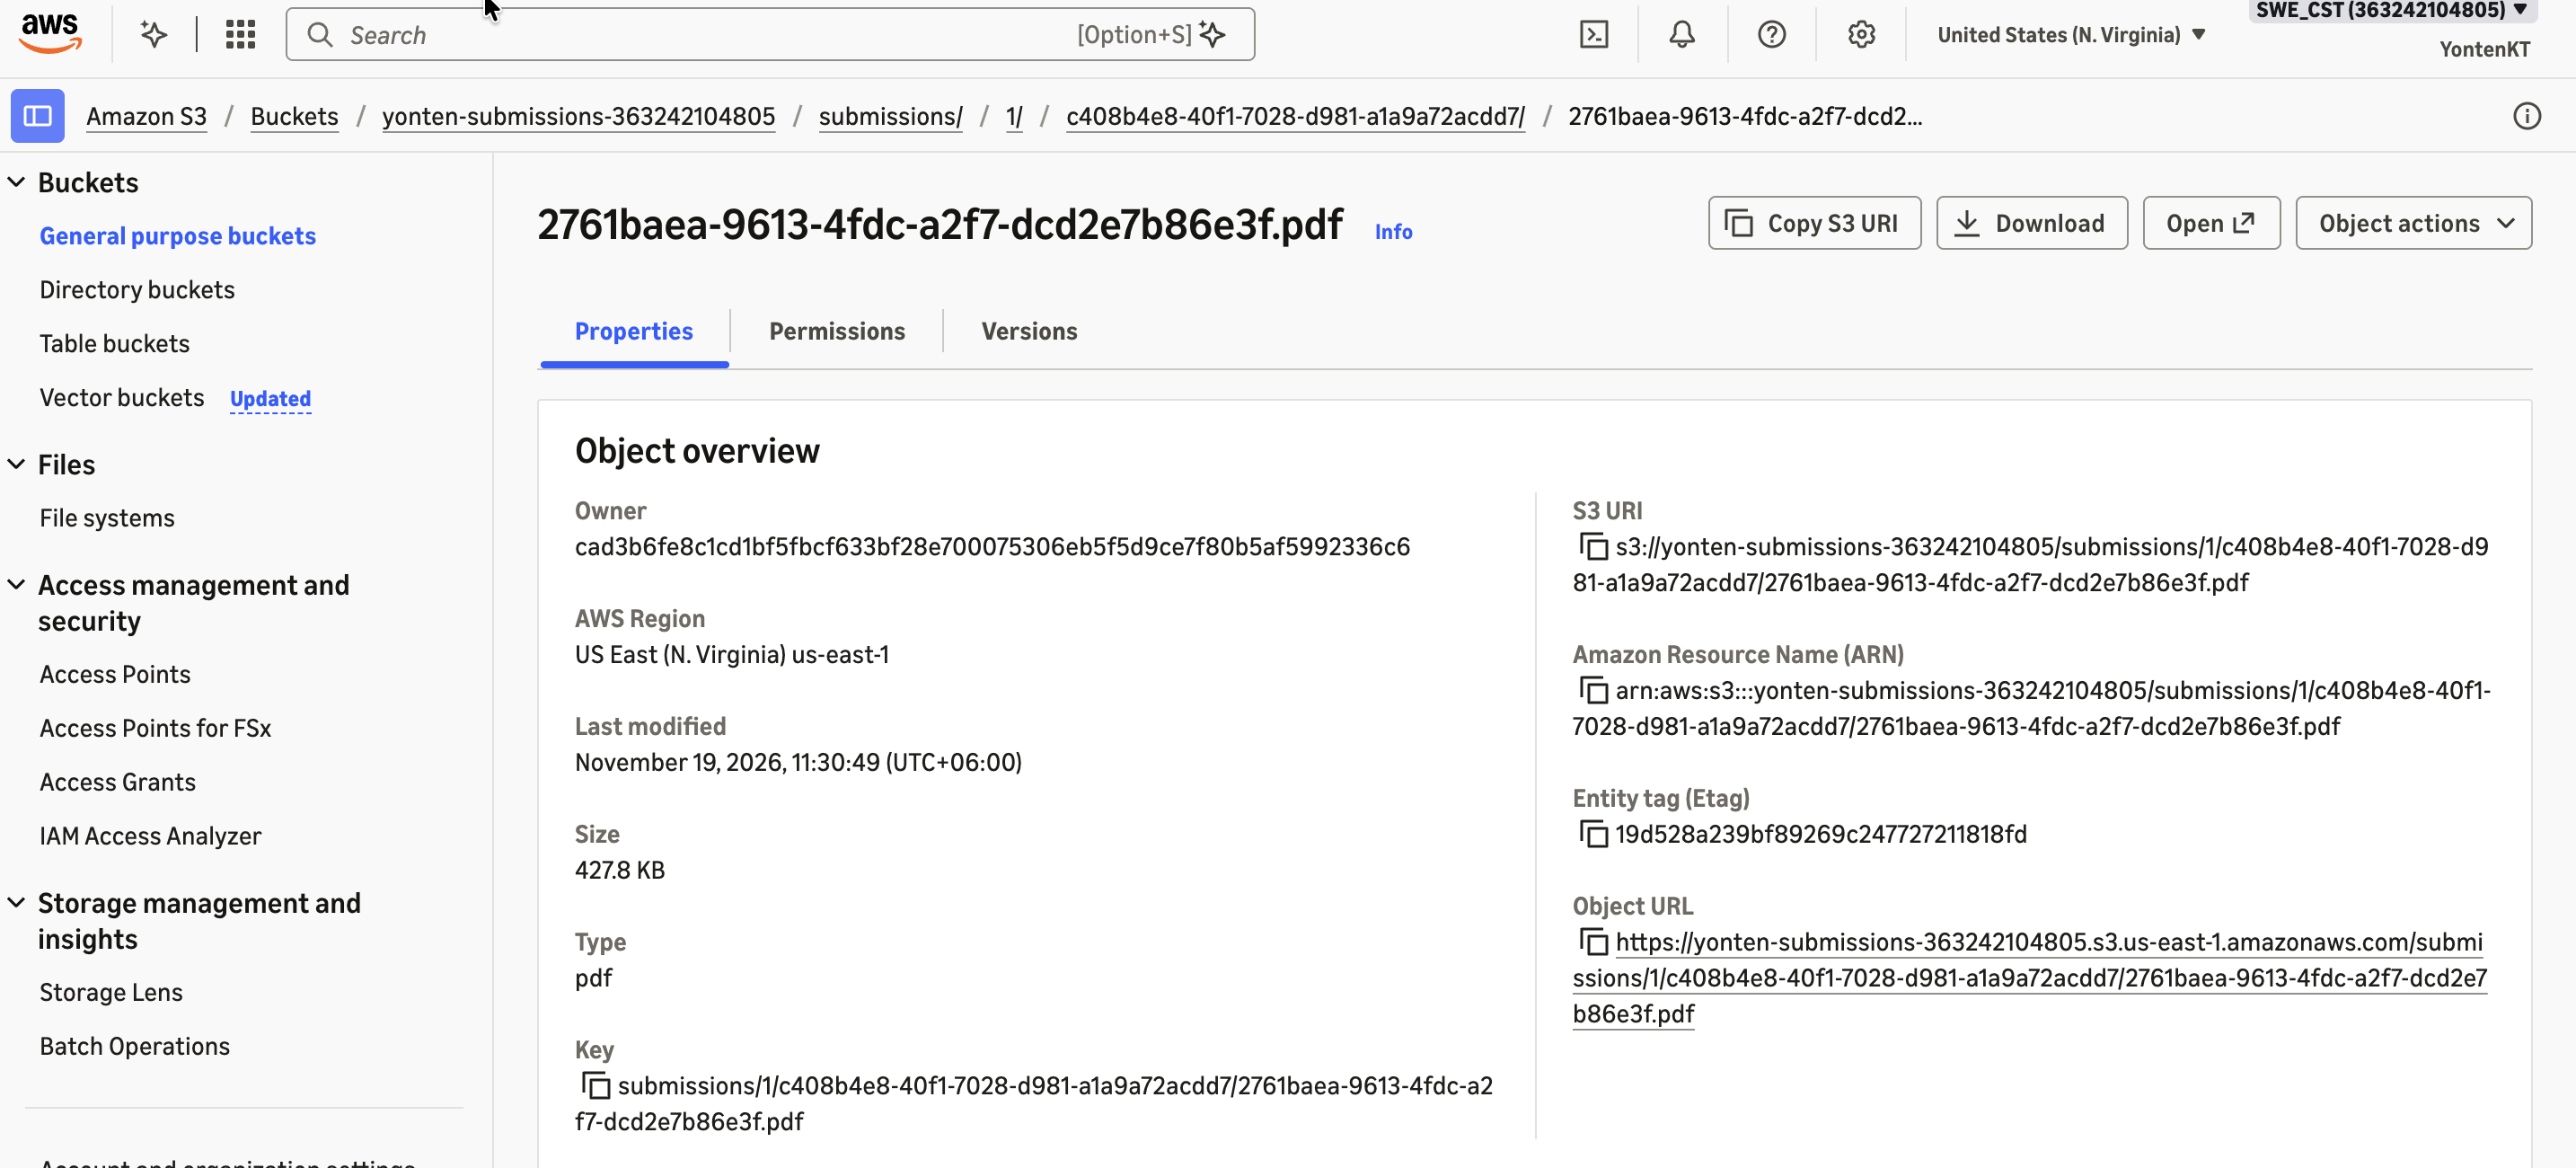 aws
Search
[Option+S]
United States (N. Virginia)
SWE_CST (363242104805)
YontenKT
Amazon S3 / Buckets / yonten-submissions-363242104805 / submissions/ / 1/ / c408b4e8-40f1-7028-d981-a1a9a72acdd7/ / 2761baea-9613-4fdc-a2f7-dcd2...
Buckets
General purpose buckets
Directory buckets
Table buckets
Vector buckets Updated
Files
File systems
Access management and
security
Access Points
Access Points for FSx
Access Grants
IAM Access Analyzer
Storage management and
insights
Storage Lens
Batch Operations
Account and organization settings
2761baea-9613-4fdc-a2f7-dcd2e7b86e3f.pdf Info
Copy S3 URI
Download
Open
Object actions
Properties
Permissions
Versions
Object overview
Owner
cad3b6fe8c1cd1bf5fbcf633bf28e700075306eb5f5d9ce7f80b5af5992336c6
AWS Region
US East (N. Virginia) us-east-1
Last modified
November 19, 2026, 11:30:49 (UTC+06:00)
Size
427.8 KB
Type
pdf
Key
submissions/1/c408b4e8-40f1-7028-d981-a1a9a72acdd7/2761baea-9613-4fdc-a2
f7-dcd2e7b86e3f.pdf
S3 URI
s3://yonten-submissions-363242104805/submissions/1/c408b4e8-40f1-7028-d9
81-a1a9a72acdd7/2761baea-9613-4fdc-a2f7-dcd2e7b86e3f.pdf
Amazon Resource Name (ARN)
arn:aws:s3:::yonten-submissions-363242104805/submissions/1/c408b4e8-40f1-
7028-d981-a1a9a72acdd7/2761baea-9613-4fdc-a2f7-dcd2e7b86e3f.pdf
Entity tag (Etag)
19d528a239bf89269c247727211818fd
Object URL
https://yonten-submissions-363242104805.s3.us-east-1.amazonaws.com/submi
ssions/1/c408b4e8-40f1-7028-d981-a1a9a72acdd7/2761baea-9613-4fdc-a2f7-dcd2e7
b86e3f.pdf